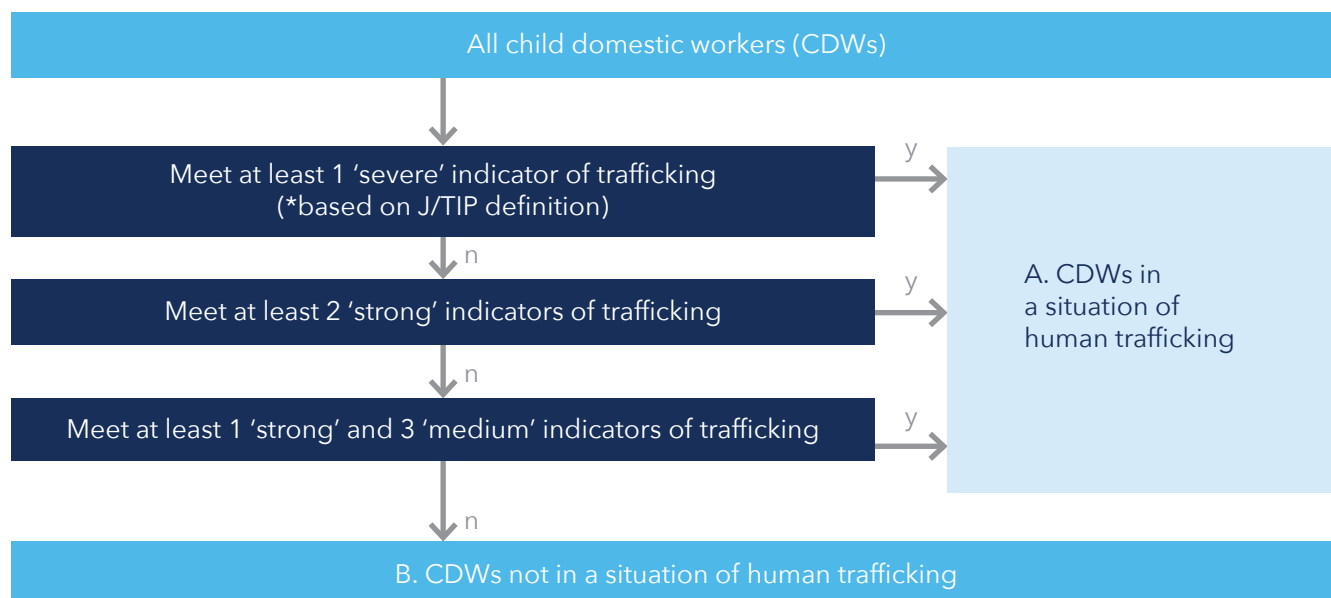 All child domestic workers (CDWs)
Meet at least 1 ‘severe’ indicator of trafficking
(*based on J/TIP definition)
y
n
Meet at least 2 ‘strong’ indicators of trafficking
y
A. CDWs in
a situation of
human trafficking
n
Meet at least 1 ‘strong’ and 3 ‘medium’ indicators of trafficking
y
n
B. CDWs not in a situation of human trafficking